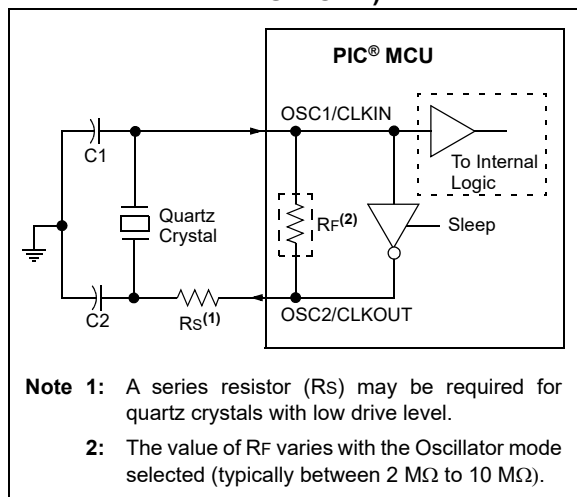 PIC® MCU
OSC1/CLKIN
C1
To Internal
Logic
Quartz
Crystal
RF(2)
Sleep
C2
RS(1)
OSC2/CLKOUT
Note 1: A series resistor (RS) may be required for
quartz crystals with low drive level.
2: The value of RF varies with the Oscillator mode
selected (typically between 2 MΩ to 10 MΩ).